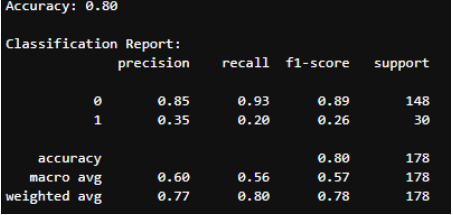 Accuracy: 0.80
Classification Report:
precision recall f1-score support
0 0.85 0.93 0.89 148
1 0.35 0.20 0.26 30
accuracy 0.80 178
macro avg 0.60 0.56 0.57 178
weighted avg 0.77 0.80 0.78 178